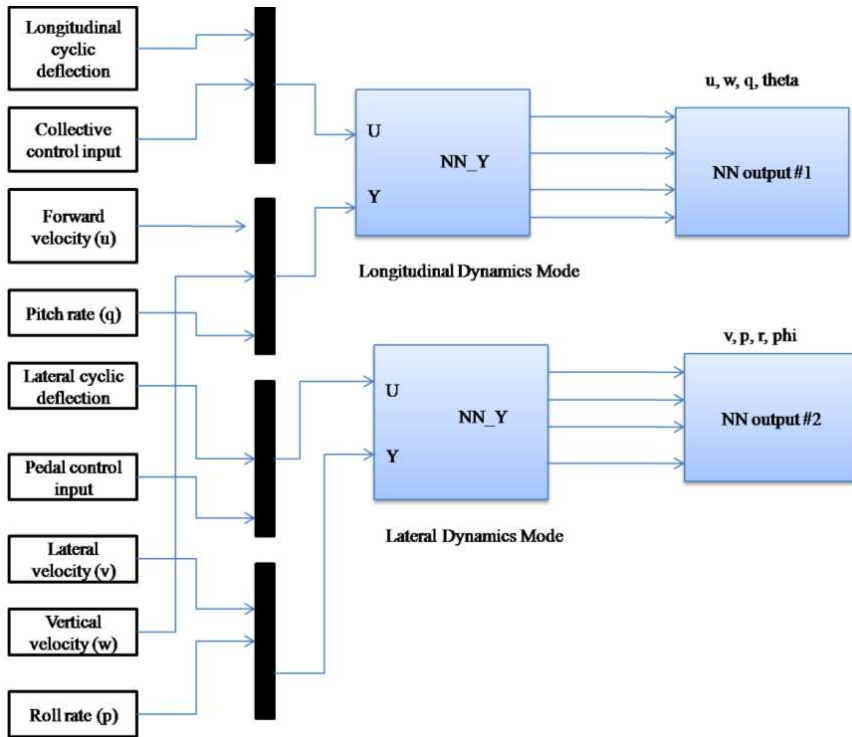 Longitudinal
cyclic
deflection
Collective
control input
Forward
velocity (u)
Pitch rate (q)
Lateral cyclic
deflection
Pedal control
input
Lateral
velocity (v)
Vertical
velocity (w)
Roll rate (p)
U
NN_Y
Y
Longitudinal Dynamics Mode
u, w, q, theta
NN output #1
U
NN_Y
Y
Lateral Dynamics Mode
v, p, r, phi
NN output #2